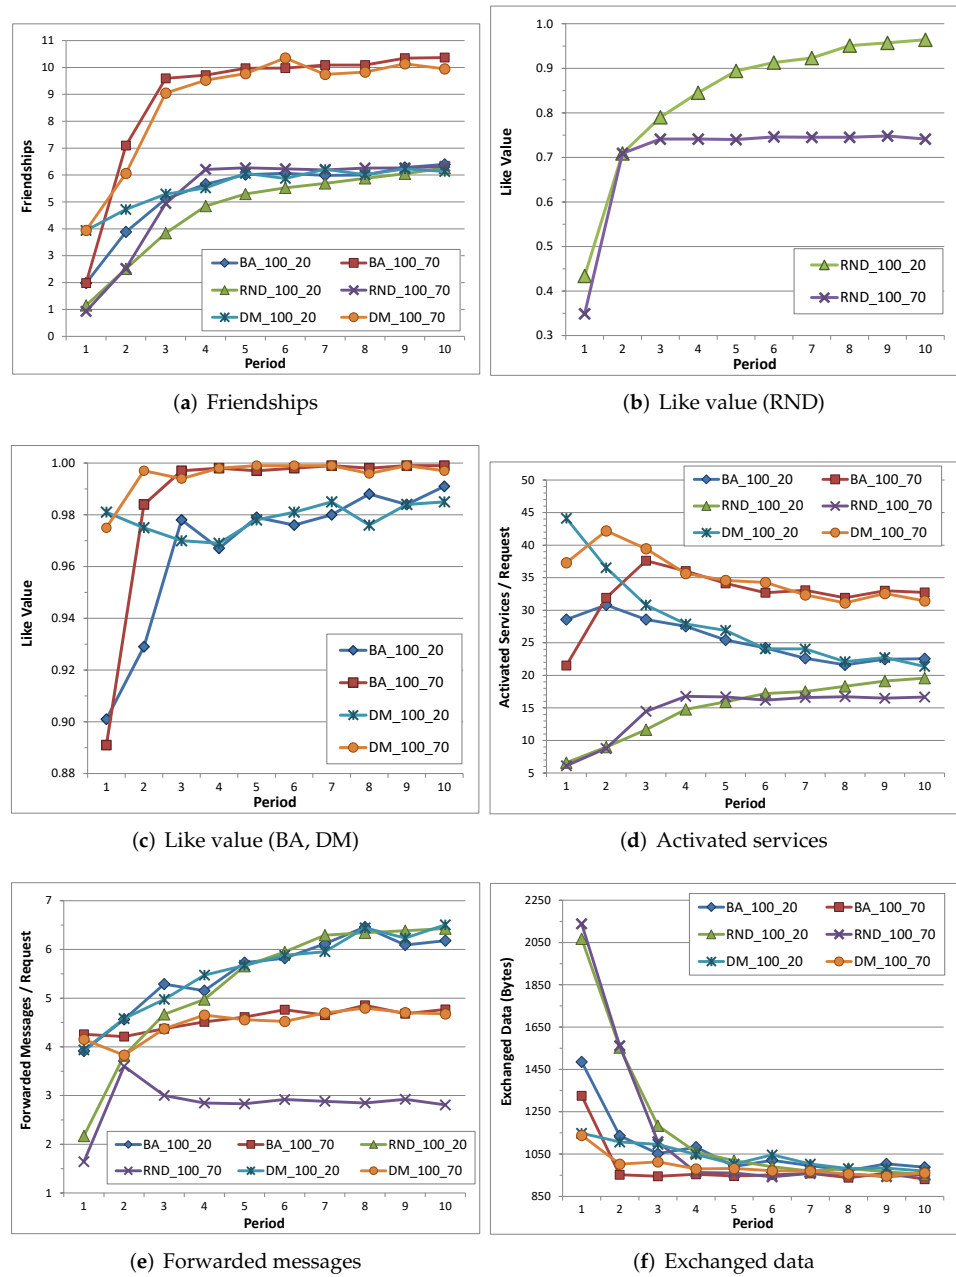 11
10
9
8
7
6
5
4
3
2
1
0
Friendships
BA_100_20 BA_100_70
RND_100_20 RND_100_70
DM_100_20 DM_100_70
1 2 3 4 5 6 7 8 9 10
Period
(a) Friendships
1.0
0.9
0.8
0.7
0.6
0.5
0.4
0.3
Like Value
RND_100_20
RND_100_70
1 2 3 4 5 6 7 8 9 10
Period
(b) Like value (RND)
1.00
0.98
0.96
0.94
0.92
0.90
0.88
Like Value
BA_100_20
BA_100_70
DM_100_20
DM_100_70
1 2 3 4 5 6 7 8 9 10
Period
(c) Like value (BA, DM)
50
45
40
35
30
25
20
15
10
5
Activated Services / Request
BA_100_20 BA_100_70
RND_100_20 RND_100_70
DM_100_20 DM_100_70
1 2 3 4 5 6 7 8 9 10
Period
(d) Activated services
7
6
5
4
3
2
1
Forwarded Messages / Request
BA_100_20 BA_100_70 RND_100_20
RND_100_70 DM_100_20 DM_100_70
1 2 3 4 5 6 7 8 9 10
Period
(e) Forwarded messages
2250
2050
1850
1650
1450
1250
1050
850
Exchanged Data (Bytes)
BA_100_20 BA_100_70
RND_100_20 RND_100_70
DM_100_20 DM_100_70
1 2 3 4 5 6 7 8 9 10
Period
(f) Exchanged data